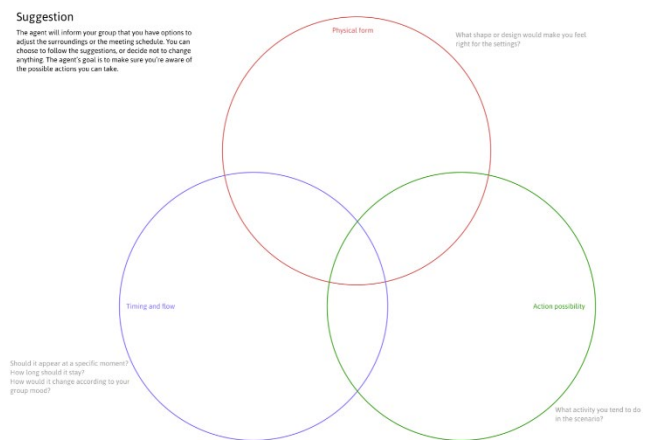 Suggestion
The agent will inform your group that you have options to
adjust the surroundings or the meeting schedule. You can
choose to follow the suggestions, or decide not to change
anything. The agent's goal is to make sure you're aware of
the possible actions you can take.
Physical form
What shape or design would make you feel
right for the settings?
Timing and flow
Action possibility
Should it appear at a specific moment?
How long should it stay?
How would it change according to your
group mood?
What activity you tend to do
in the scenario?